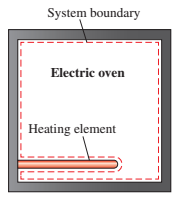 System boundary
Electric oven
Heating element